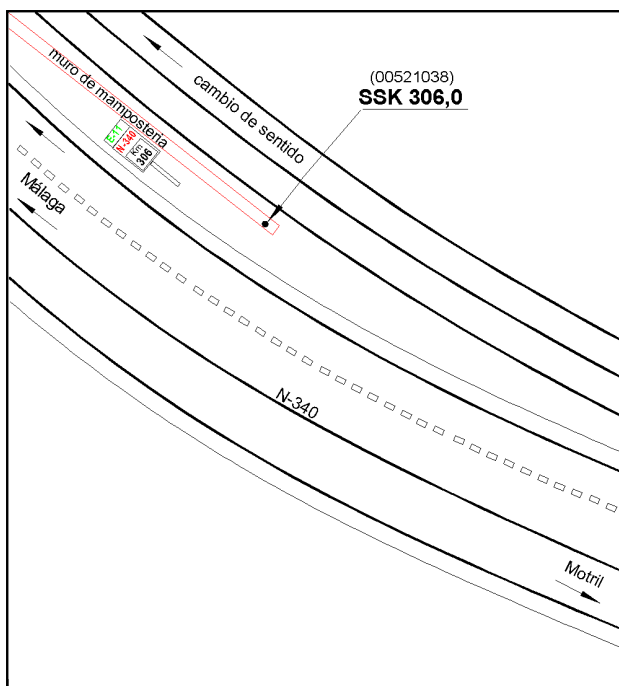 (00521038)
SSK 306,0
cambio de sentido
muro de mampostería
E-11
N-340
Km
306
Málaga
N-340
Motril